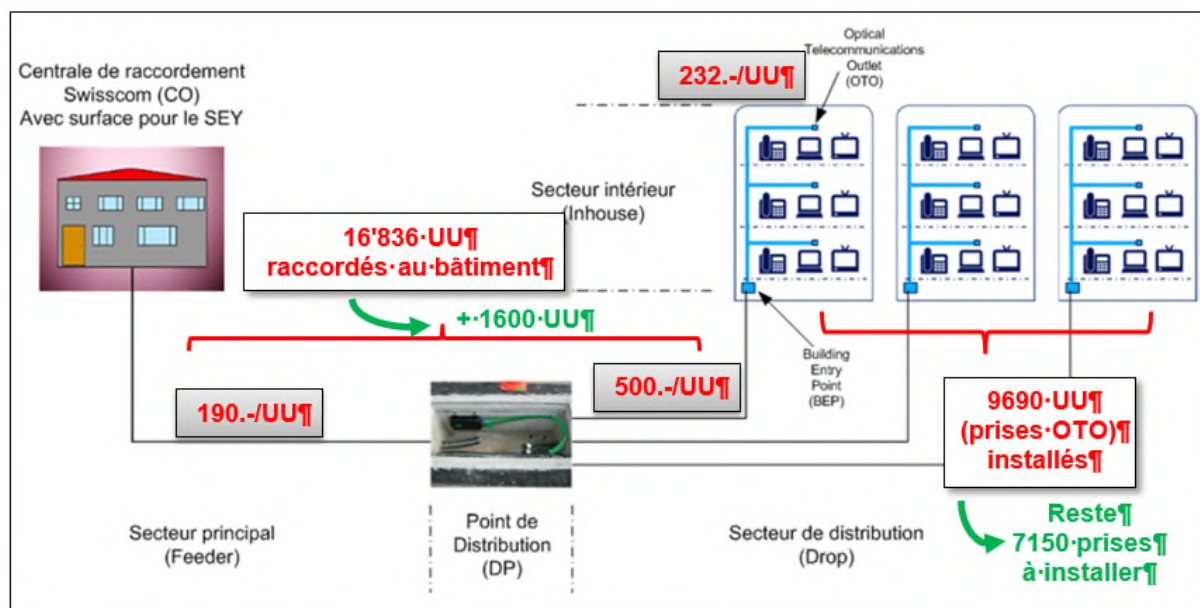 Centrale de raccordement
Swisscom (CO)
Avec surface pour le SEY
232.-/UU¶
Optical
Telecommunications
Outlet
(OTO)
Secteur intérieur
(Inhouse)
16'836·UU¶
raccordés·au·bâtiment¶
+·1600·UU¶
190.-/UU¶
500.-/UU¶
Building
Entry
Point
(BEP)
9690·UU¶
(prises·OTO)¶
installés¶
Reste¶
7150·prises¶
à·installer¶
Secteur principal
(Feeder)
Point de
Distribution
(DP)
Secteur de distribution
(Drop)